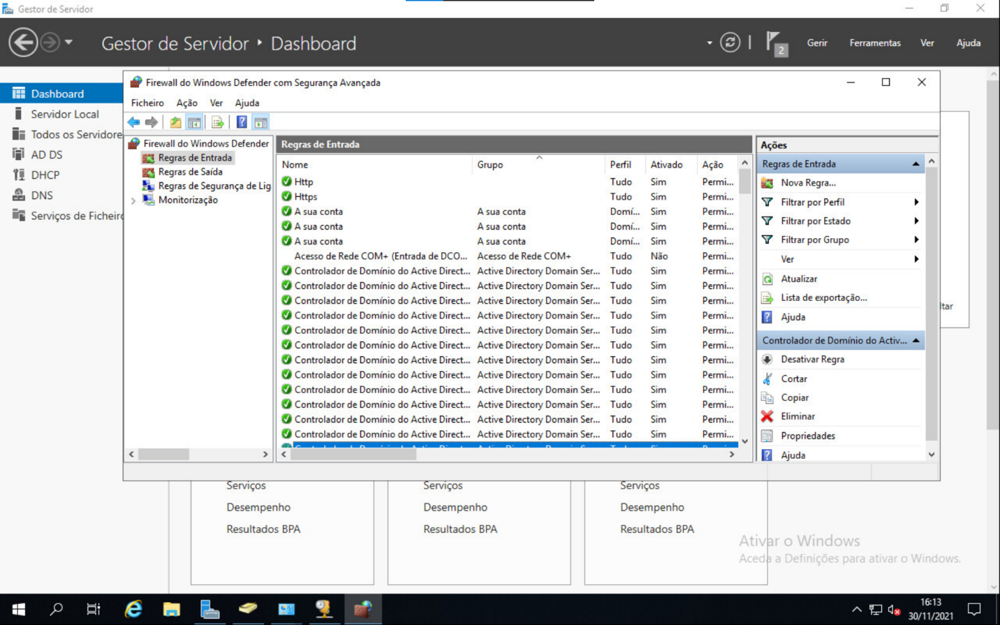 Gestor de Servidor
Gestor de Servidor ‣ Dashboard
2
Gerir
Ferramentas
Ver
Ajuda
Dashboard
Servidor Local
Todos os Servidore
AD DS
DHCP
DNS
Serviços de Ficheiro
Firewall do Windows Defender com Segurança Avançada
Ficheiro Ação Ver Ajuda
Firewall do Windows Defender
Regras de Entrada
Regras de Saída
Regras de Segurança de Lig
Monitorização
Regras de Entrada
Nome Grupo Perfil Ativado Ação
Http Tudo Sim Permi...
Https Tudo Sim Permi...
A sua conta A sua conta Domí... Sim Permi...
A sua conta A sua conta Domí... Sim Permi...
A sua conta A sua conta Domí... Sim Permi...
Acesso de Rede COM+ (Entrada de DCO... Acesso de Rede COM+ Tudo Não Permi...
Controlador de Domínio do Active Direct... Active Directory Domain Ser... Tudo Sim Permi...
Controlador de Domínio do Active Direct... Active Directory Domain Ser... Tudo Sim Permi...
Controlador de Domínio do Active Direct... Active Directory Domain Ser... Tudo Sim Permi...
Controlador de Domínio do Active Direct... Active Directory Domain Ser... Tudo Sim Permi...
Controlador de Domínio do Active Direct... Active Directory Domain Ser... Tudo Sim Permi...
Controlador de Domínio do Active Direct... Active Directory Domain Ser... Tudo Sim Permi...
Controlador de Domínio do Active Direct... Active Directory Domain Ser... Tudo Sim Permi...
Controlador de Domínio do Active Direct... Active Directory Domain Ser... Tudo Sim Permi...
Controlador de Domínio do Active Direct... Active Directory Domain Ser... Tudo Sim Permi...
Controlador de Domínio do Active Direct... Active Directory Domain Ser... Tudo Sim Permi...
Controlador de Domínio do Active Direct... Active Directory Domain Ser... Tudo Sim Permi...
Controlador de Domínio do Active Direct... Active Directory Domain Ser... Tudo Sim Permi...
Ações
Regras de Entrada
Nova Regra...
Filtrar por Perfil
Filtrar por Estado
Filtrar por Grupo
Ver
Atualizar
Lista de exportação...
Ajuda
Controlador de Domínio do Activ...
Desativar Regra
Cortar
Copiar
Eliminar
Propriedades
Ajuda
ltar
Serviços
Desempenho
Resultados BPA
Serviços
Desempenho
Resultados BPA
Serviços
Desempenho
Resultados BPA
Ativar o Windows
Aceda a Definições para ativar o Windows.
16:13
30/11/2021